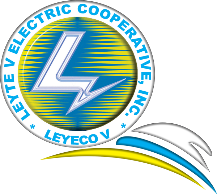 LEYTE V ELECTRIC COOPERATIVE, INC.
* LEYECO V *